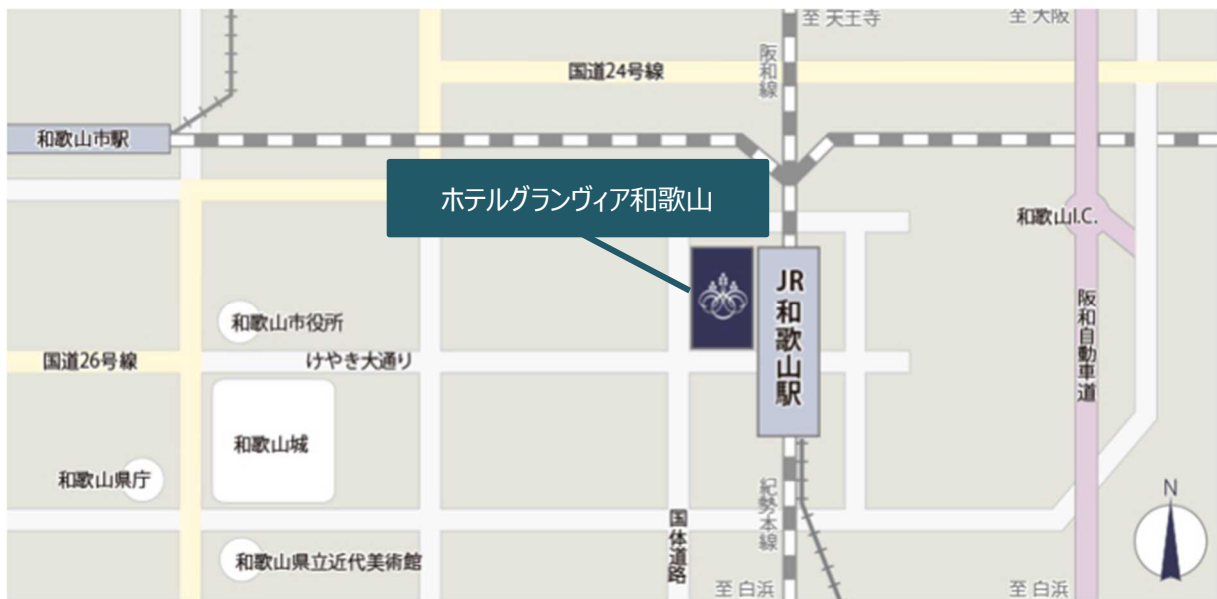 至 天王寺
至 大阪
阪和線
国道24号線
和歌山市駅
ホテルグランヴィア和歌山
和歌山I.C.
JR和歌山駅
和歌山市役所
阪和自動車道
国道26号線
けやき大通り
和歌山城
和歌山県庁
紀勢本線
国体道路
N
和歌山県立近代美術館
至 白浜
至 白浜